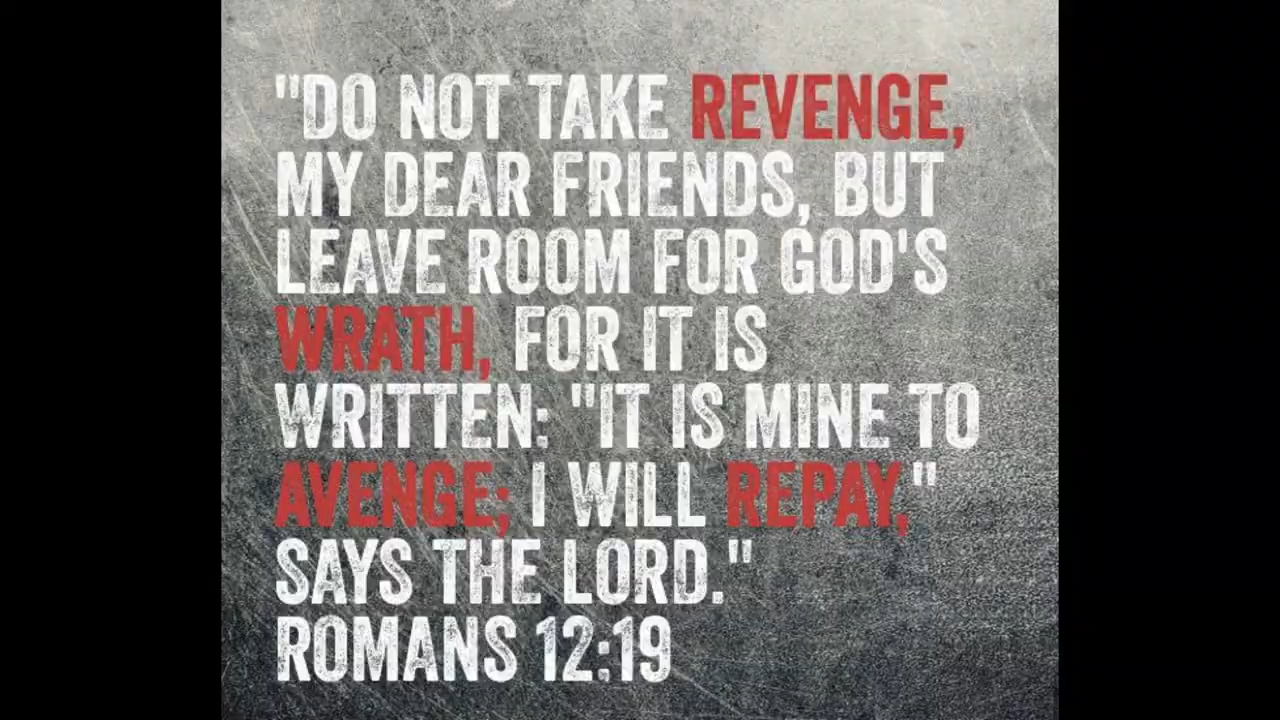 "DO NOT TAKE REVENGE,
MY DEAR FRIENDS, BUT
LEAVE ROOM FOR GOD'S
WRATH, FOR IT IS
WRITTEN: "IT IS MINE TO
AVENGE; I WILL REPAY,"
SAYS THE LORD."
ROMANS 12:19